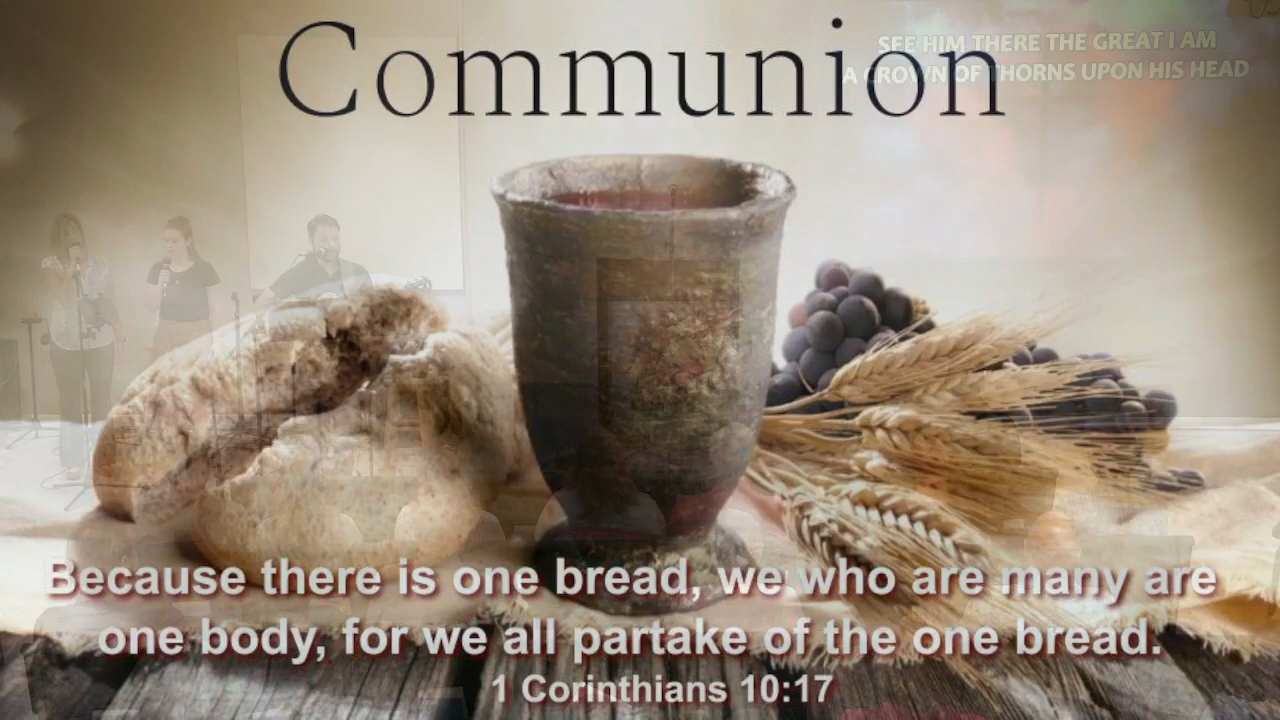 Communion
SEE HIM THERE THE GREAT I AM
A CROWN OF THORNS UPON HIS HEAD
Because there is one bread, we who are many are
one body, for we all partake of the one bread.
1 Corinthians 10:17